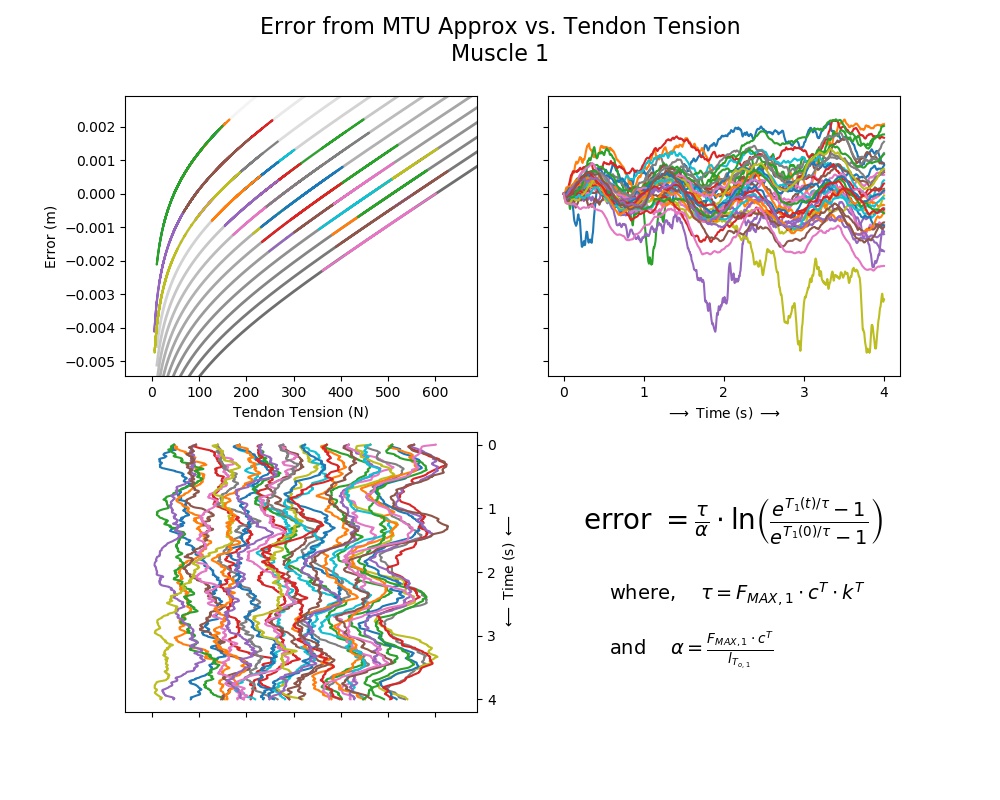 Error from MTU Approx vs. Tendon Tension
Muscle 1
Error (m)
0.002
0.001
0.000
−0.001
−0.002
−0.003
−0.004
−0.005
0 100 200 300 400 500 600
Tendon Tension (N)
0 1 2 3 4
⟶ Time (s) ⟶
0
1
2
3
4
⟵ Time (s) ⟵
error = τ/α · ln((e^{T₁(t)/τ} − 1)/(e^{T₁(0)/τ} − 1))
where, τ = F_{MAX,1} · c^T · k^T
and α = (F_{MAX,1} · c^T)/l_{T_{o,1}}